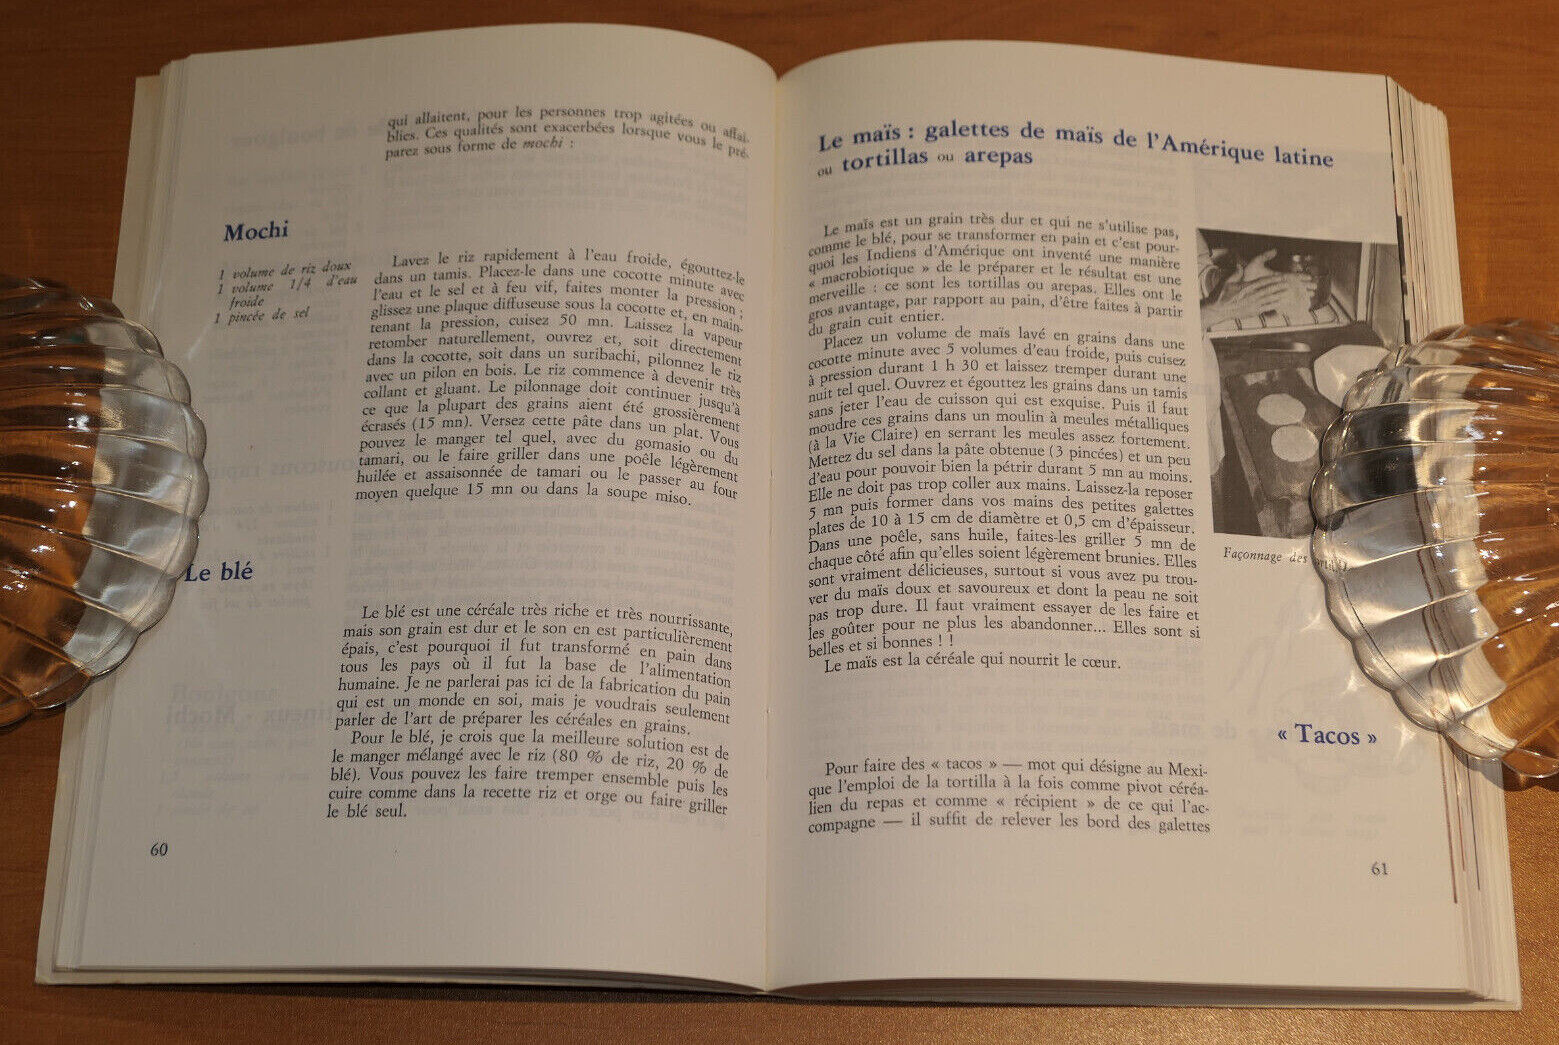 qui allaitent, pour les personnes trop agitées ou affai-
blies. Ces qualités sont exacerbées lorsque vous le pré-
parez sous forme de mochi :
Mochi
1 volume de riz doux
1 volume 1/4 d'eau
froide
1 pincée de sel
Lavez le riz rapidement à l'eau froide, égouttez-le
dans un tamis. Placez-le dans une cocotte minute avec
l'eau et le sel et à feu vif, faites monter la pression ;
glissez une plaque diffuseuse sous la cocotte et, en main-
tenant la pression, cuisez 50 mn. Laissez la vapeur
retomber naturellement, ouvrez et, soit directement
dans la cocotte, soit dans un suribachi, pilonnez le riz
avec un pilon en bois. Le riz commence à devenir très
collant et gluant. Le pilonnage doit continuer jusqu'à
ce que la plupart des grains aient été grossièrement
écrasés (15 mn). Versez cette pâte dans un plat. Vous
pouvez le manger tel quel, avec du gomasio ou du
tamari, ou le faire griller dans une poêle légèrement
huilée et assaisonnée de tamari ou le passer au four
moyen quelque 15 mn ou dans la soupe miso.
Le blé
Le blé est une céréale très riche et très nourrissante,
mais son grain est dur et le son en est particulièrement
épais, c'est pourquoi il fut transformé en pain dans
tous les pays où il fut la base de l'alimentation
humaine. Je ne parlerai pas ici de la fabrication du pain
qui est un monde en soi, mais je voudrais seulement
parler de l'art de préparer les céréales en grains.
Pour le blé, je crois que la meilleure solution est de
le manger mélangé avec le riz (80 % de riz, 20 % de
blé). Vous pouvez les faire tremper ensemble puis les
cuire comme dans la recette riz et orge ou faire griller
le blé seul.
60
Le maïs : galettes de maïs de l'Amérique latine
ou tortillas ou arepas
Le maïs est un grain très dur et qui ne s'utilise pas,
comme le blé, pour se transformer en pain et c'est pour-
quoi les Indiens d'Amérique ont inventé une manière
« macrobiotique » de le préparer et le résultat est une
merveille : ce sont les tortillas ou arepas. Elles ont le
gros avantage, par rapport au pain, d'être faites à partir
du grain cuit entier.
Placez un volume de maïs lavé en grains dans une
cocotte minute avec 5 volumes d'eau froide, puis cuisez
à pression durant 1 h 30 et laissez tremper durant une
nuit tel quel. Ouvrez et égouttez les grains dans un tamis
sans jeter l'eau de cuisson qui est exquise. Puis il faut
moudre ces grains dans un moulin à meules métalliques
(à la Vie Claire) en serrant les meules assez fortement.
Mettez du sel dans la pâte obtenue (3 pincées) et un peu
d'eau pour pouvoir bien la pétrir durant 5 mn au moins.
Elle ne doit pas trop coller aux mains. Laissez-la reposer
5 mn puis former dans vos mains des petites galettes
plates de 10 à 15 cm de diamètre et 0,5 cm d'épaisseur.
Dans une poêle, sans huile, faites-les griller 5 mn de
chaque côté afin qu'elles soient légèrement brunies. Elles
sont vraiment délicieuses, surtout si vous avez pu trou-
ver du maïs doux et savoureux et dont la peau ne soit
pas trop dure. Il faut vraiment essayer de les faire et
les goûter pour ne plus les abandonner... Elles sont si
belles et si bonnes ! !
Le maïs est la céréale qui nourrit le cœur.
Façonnage des
« Tacos »
Pour faire des « tacos » — mot qui désigne au Mexi-
que l'emploi de la tortilla à la fois comme pivot céréa-
lien du repas et comme « récipient » de ce qui l'ac-
compagne — il suffit de relever les bord des galettes
61